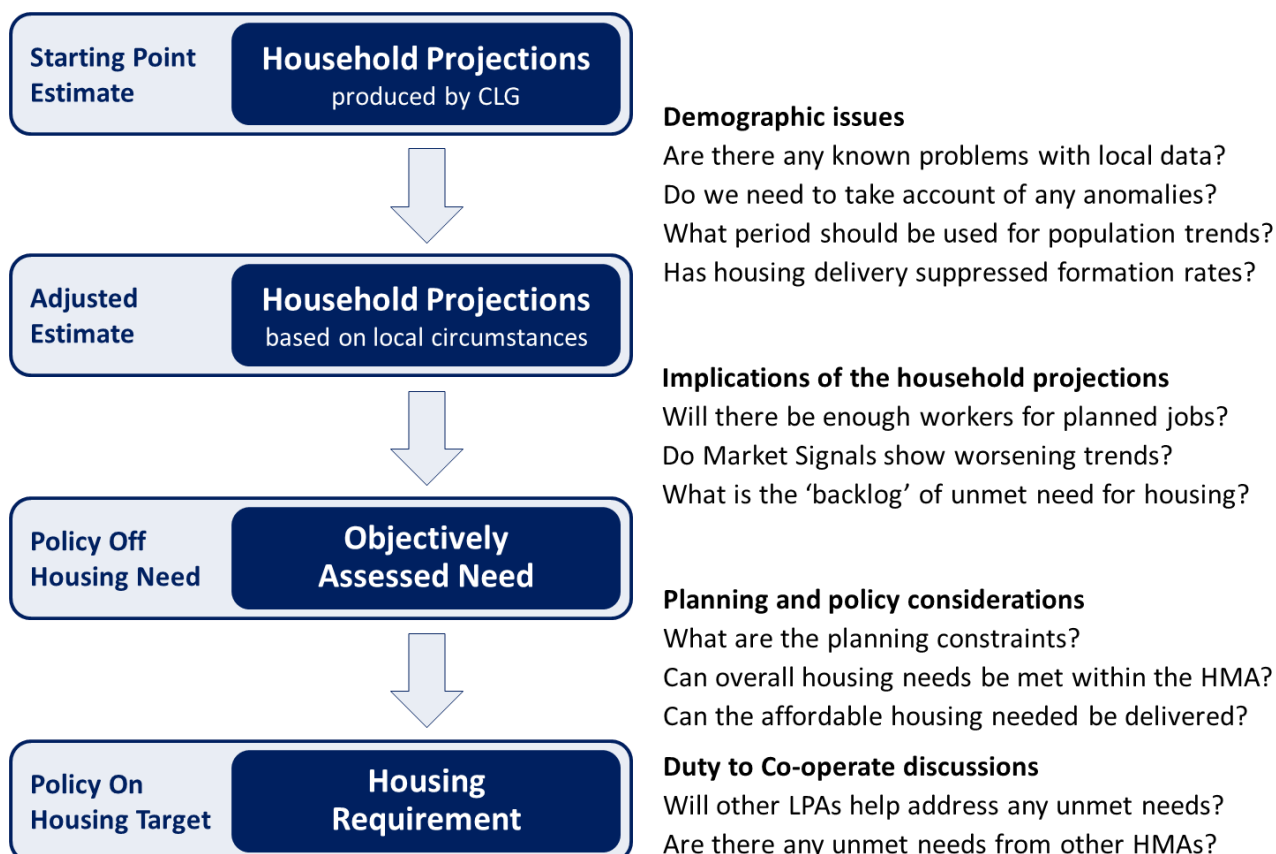 Starting Point
Estimate
Household Projections
produced by CLG
Demographic issues
Are there any known problems with local data?
Do we need to take account of any anomalies?
What period should be used for population trends?
Has housing delivery suppressed formation rates?
Adjusted
Estimate
Household Projections
based on local circumstances
Implications of the household projections
Will there be enough workers for planned jobs?
Do Market Signals show worsening trends?
What is the ‘backlog’ of unmet need for housing?
Policy Off
Housing Need
Objectively
Assessed Need
Planning and policy considerations
What are the planning constraints?
Can overall housing needs be met within the HMA?
Can the affordable housing needed be delivered?
Policy On
Housing Target
Housing
Requirement
Duty to Co-operate discussions
Will other LPAs help address any unmet needs?
Are there any unmet needs from other HMAs?